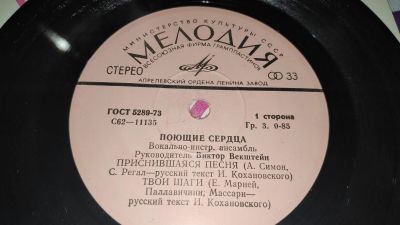 МИНИСТЕРСТВО КУЛЬТУРЫ СССР
МЕЛОДИЯ
ВСЕСОЮЗНАЯ ФИРМА ГРАМПЛАСТИНОК
СТЕРЕО
33
АПРЕЛЕВСКИЙ ОРДЕНА ЛЕНИНА ЗАВОД
ГОСТ 5289-73
1 сторона
С62—11135
Гр. 3. 0-85
ПОЮЩИЕ СЕРДЦА
Вокально-инстр. ансамбль
Руководитель Виктор Векштейн
ПРИСНИВШАЯСЯ ПЕСНЯ (А. Симон,
С. Регал—русский текст И. Кохановского)
ТВОИ ШАГИ (Е. Марней,
Паллавичини; Массари—
русский текст И. Кохановского)